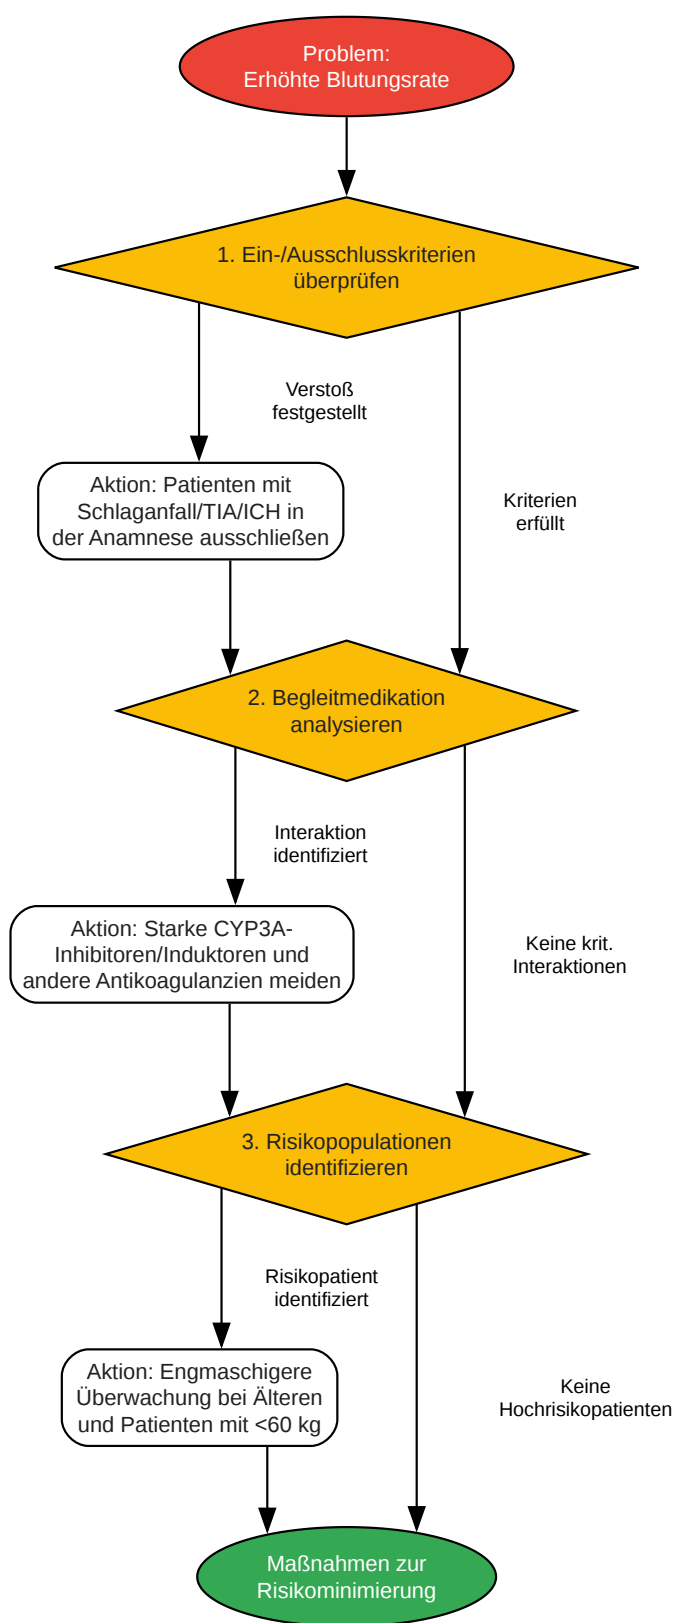 Problem:
Erhöhte Blutungsrate
1. Ein-/Ausschlusskriterien
überprüfen
Verstoß
festgestellt
Aktion: Patienten mit
Schlaganfall/TIA/ICH in
der Anamnese ausschließen
Kriterien
erfüllt
2. Begleitmedikation
analysieren
Interaktion
identifiziert
Aktion: Starke CYP3A-
Inhibitoren/Induktoren und
andere Antikoagulanzien meiden
Keine krit.
Interaktionen
3. Risikopopulationen
identifizieren
Risikopatient
identifiziert
Aktion: Engmaschigere
Überwachung bei Älteren
und Patienten mit <60 kg
Keine
Hochrisikopatienten
Maßnahmen zur
Risikominimierung